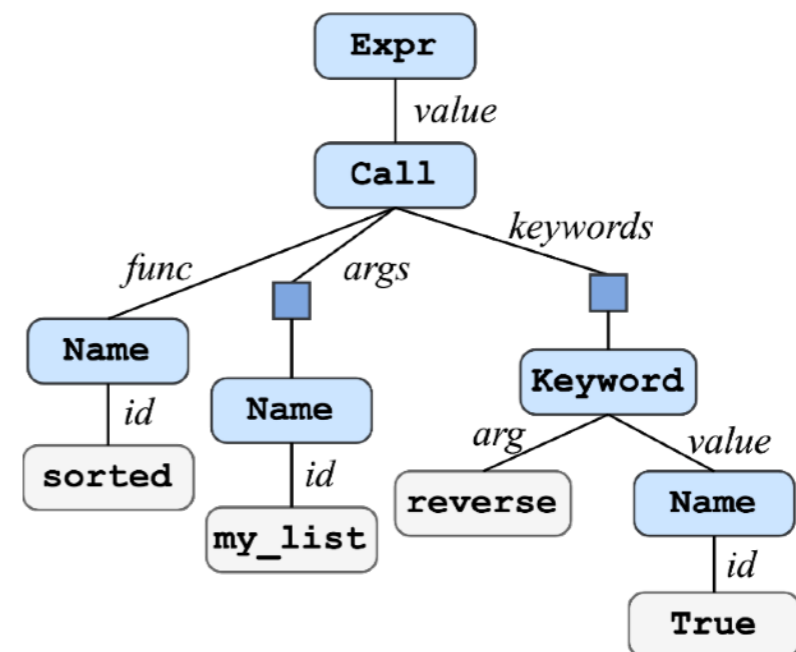 Expr
value
Call
keywords
func
args
Name
Keyword
Name
id
arg
value
sorted
id
reverse
Name
my_list
id
True